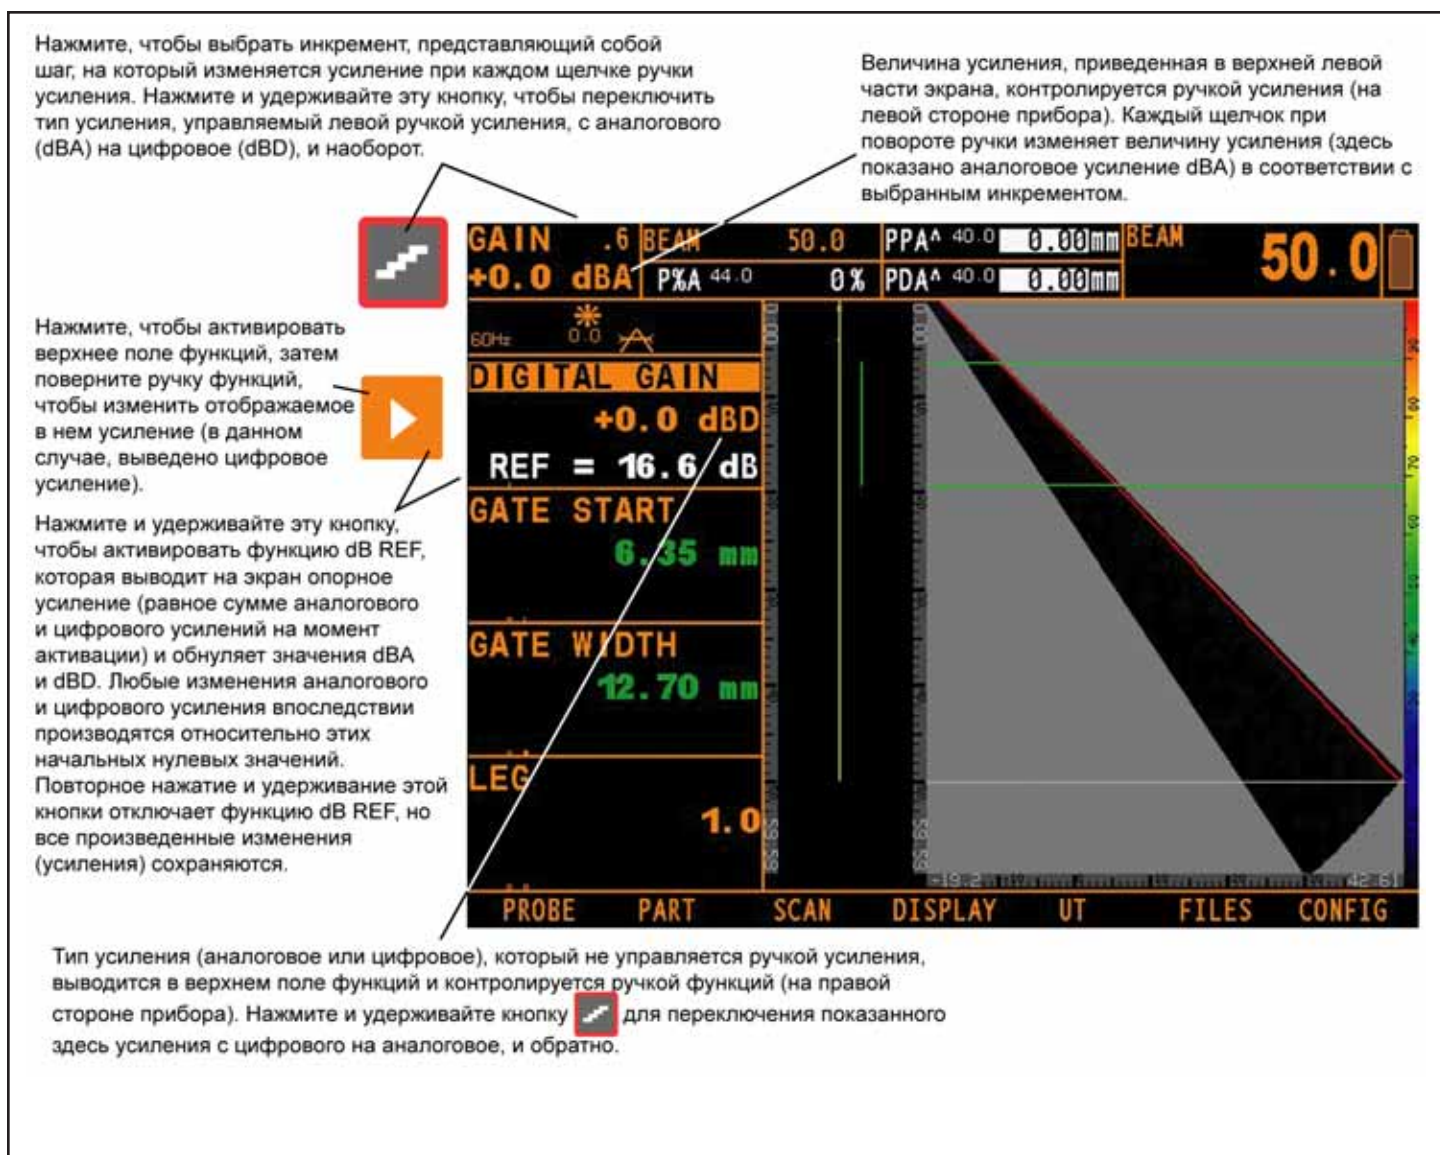 Нажмите, чтобы выбрать инкремент, представляющий собой
шаг, на который изменяется усиление при каждом щелчке ручки
усиления. Нажмите и удерживайте эту кнопку, чтобы переключить
тип усиления, управляемый левой ручкой усиления, с аналогового
(dBA) на цифровое (dBD), и наоборот.
Величина усиления, приведенная в верхней левой
части экрана, контролируется ручкой усиления (на
левой стороне прибора). Каждый щелчок при
повороте ручки изменяет величину усиления (здесь
показано аналоговое усиление dBA) в соответствии с
выбранным инкрементом.
GAIN .6 BEAM 50.0 PPA^ 40.0 0.00mm BEAM 50.0
+0.0 dBA P%A 44.0 0% PDA^ 40.0 0.00mm
Нажмите, чтобы активировать
верхнее поле функций, затем
поверните ручку функций,
чтобы изменить отображаемое
в нем усиление (в данном
случае, выведено цифровое
усиление).
Нажмите и удерживайте эту кнопку,
чтобы активировать функцию dB REF,
которая выводит на экран опорное
усиление (равное сумме аналогового
и цифрового усилений на момент
активации) и обнуляет значения dBA
и dBD. Любые изменения аналогового
и цифрового усиления впоследствии
производятся относительно этих
начальных нулевых значений.
Повторное нажатие и удерживание этой
кнопки отключает функцию dB REF, но
все произведенные изменения
(усиления) сохраняются.
60Hz 0.0
DIGITAL GAIN
+0.0 dBD
REF = 16.6 dB
GATE START
6.35 mm
GATE WIDTH
12.70 mm
LEG
1.0
-19.2 42.61
PROBE PART SCAN DISPLAY UT FILES CONFIG
Тип усиления (аналоговое или цифровое), который не управляется ручкой усиления,
выводится в верхнем поле функций и контролируется ручкой функций (на правой
стороне прибора). Нажмите и удерживайте кнопку для переключения показанного
здесь усиления с цифрового на аналоговое, и обратно.